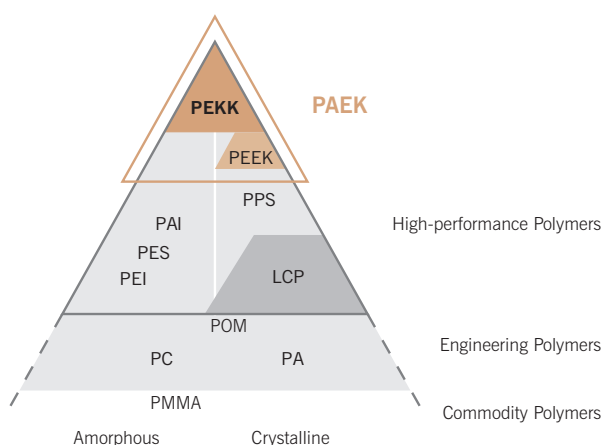 PEKK
PAEK
PEEK
PPS
PAI
High-performance Polymers
PES
PEI
LCP
POM
Engineering Polymers
PC
PA
PMMA
Commodity Polymers
Amorphous
Crystalline